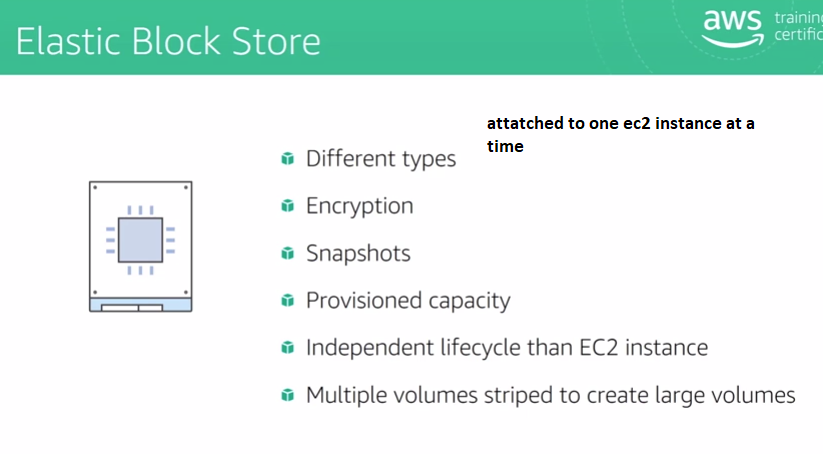 Elastic Block Store
aws
training
certific
attatched to one ec2 instance at a
time
Different types
Encryption
Snapshots
Provisioned capacity
Independent lifecycle than EC2 instance
Multiple volumes striped to create large volumes